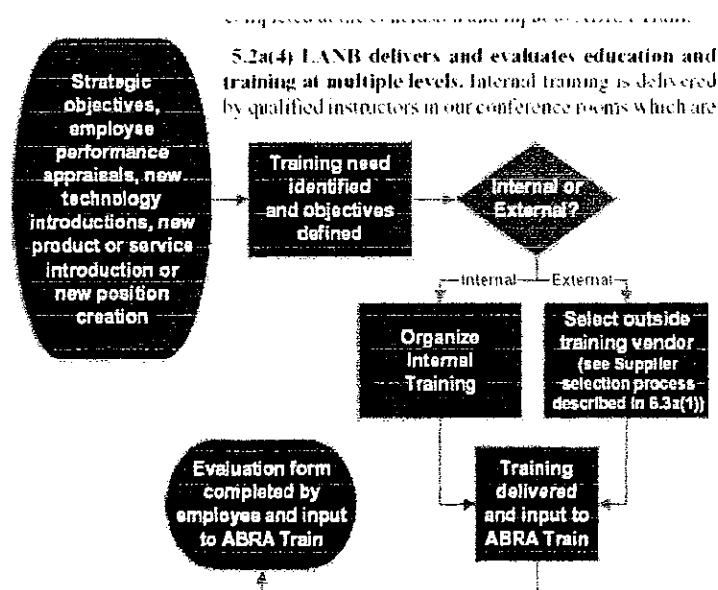 5.2a(4) LANB delivers and evaluates education and
training at multiple levels. Internal training is delivered
by qualified instructors in our conference rooms which are
Strategic
objectives,
employee
performance
appraisals, new
technology
introductions, new
product or service
introduction or
new position
creation
Training need
identified
and objectives
defined
Internal or
External?
Internal
External
Organize
Internal
Training
Select outside
training vendor
(see Supplier
selection process
described in 6.3a(1))
Evaluation form
completed by
employee and input
to ABRA Train
Training
delivered
and input to
ABRA Train